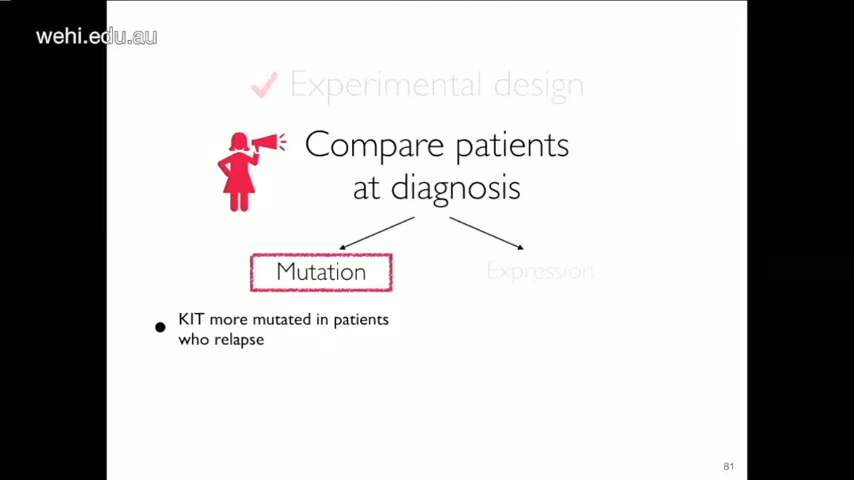 wehi.edu.au
Experimental design
Compare patients
at diagnosis
Mutation
Expression
KIT more mutated in patients
who relapse
81